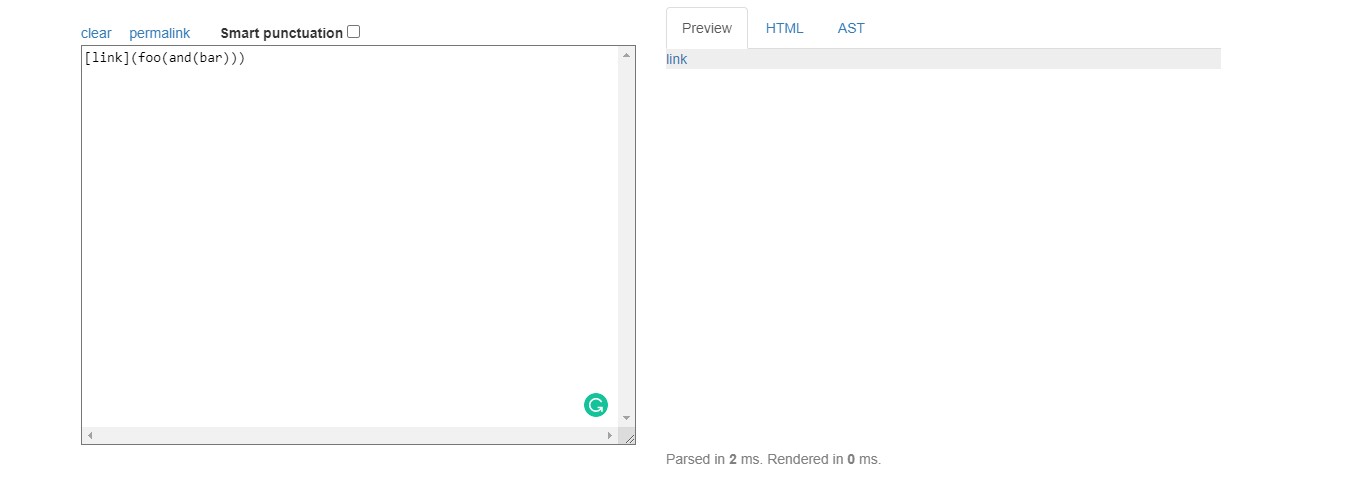 clear permalink Smart punctuation
[link](foo(and(bar)))
Preview HTML AST
link
Parsed in 2 ms. Rendered in 0 ms.